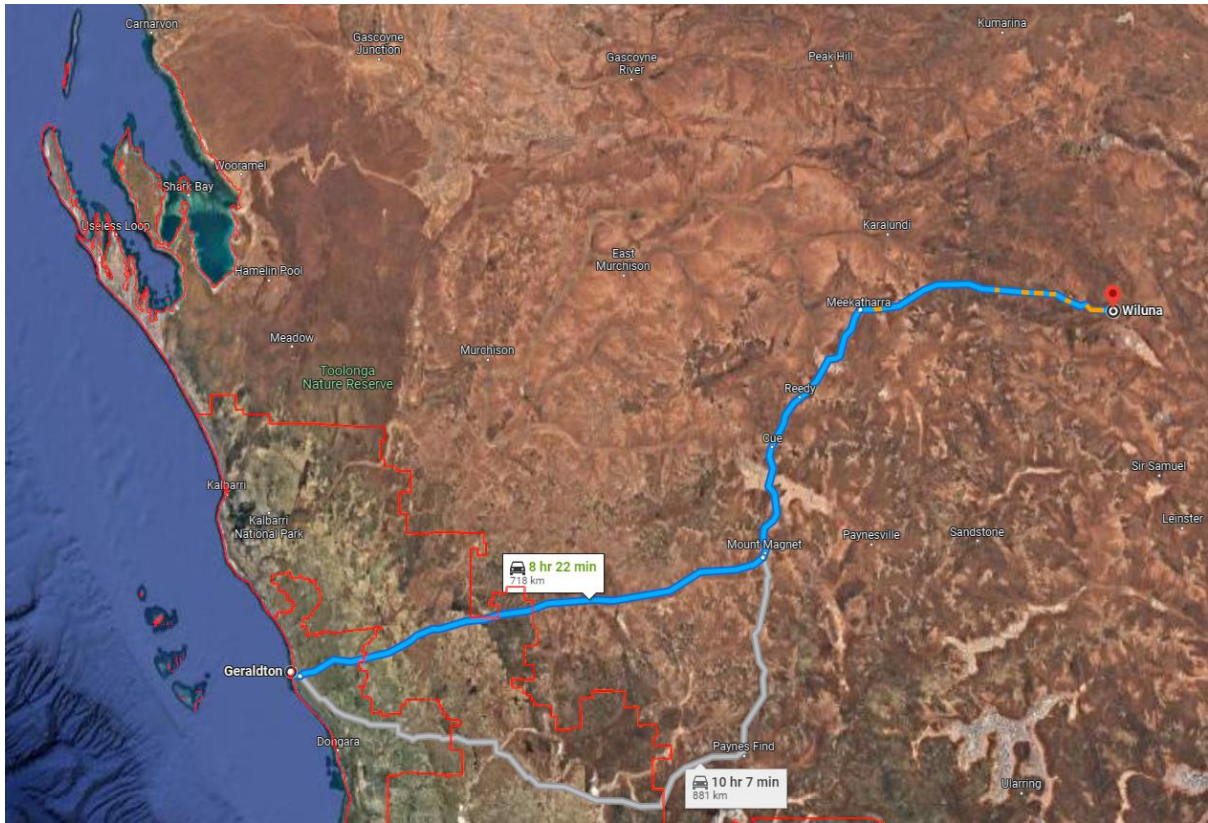 Carnarvon
Kumarina
Gascoyne
Junction
Gascoyne
River
Peak Hill
Wooramel
Shark Bay
Useless Loop
Karalundi
East
Murchison
Hamelin Pool
Meekatharra
Wiluna
Meadow
Murchison
Toolonga
Nature Reserve
Reedy
Cue
Sir Samuel
Kalbarri
Leinster
Kalbarri
National Park
Paynesville
Sandstone
Mount Magnet
8 hr 22 min
718 km
Geraldton
Dongara
Paynes Find
10 hr 7 min
881 km
Ularring